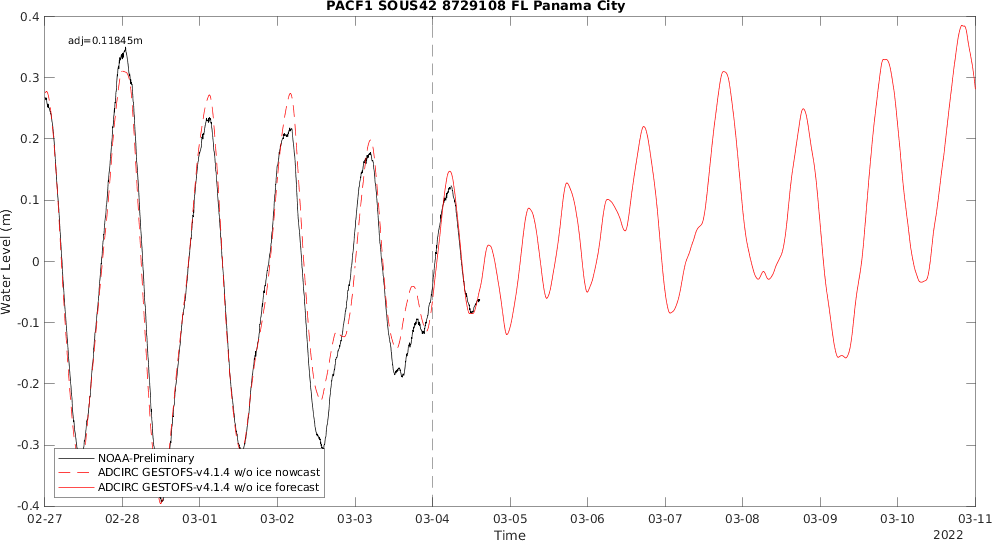 PACF1 SOUS42 8729108 FL Panama City
adj=0.11845m
0.4
0.3
0.2
0.1
0
-0.1
-0.2
-0.3
-0.4
Water Level (m)
NOAA-Preliminary
ADCIRC GESTOFS-v4.1.4 w/o ice nowcast
ADCIRC GESTOFS-v4.1.4 w/o ice forecast
02-27 02-28 03-01 03-02 03-03 03-04 03-05 03-06 03-07 03-08 03-09 03-10 03-11
Time
2022